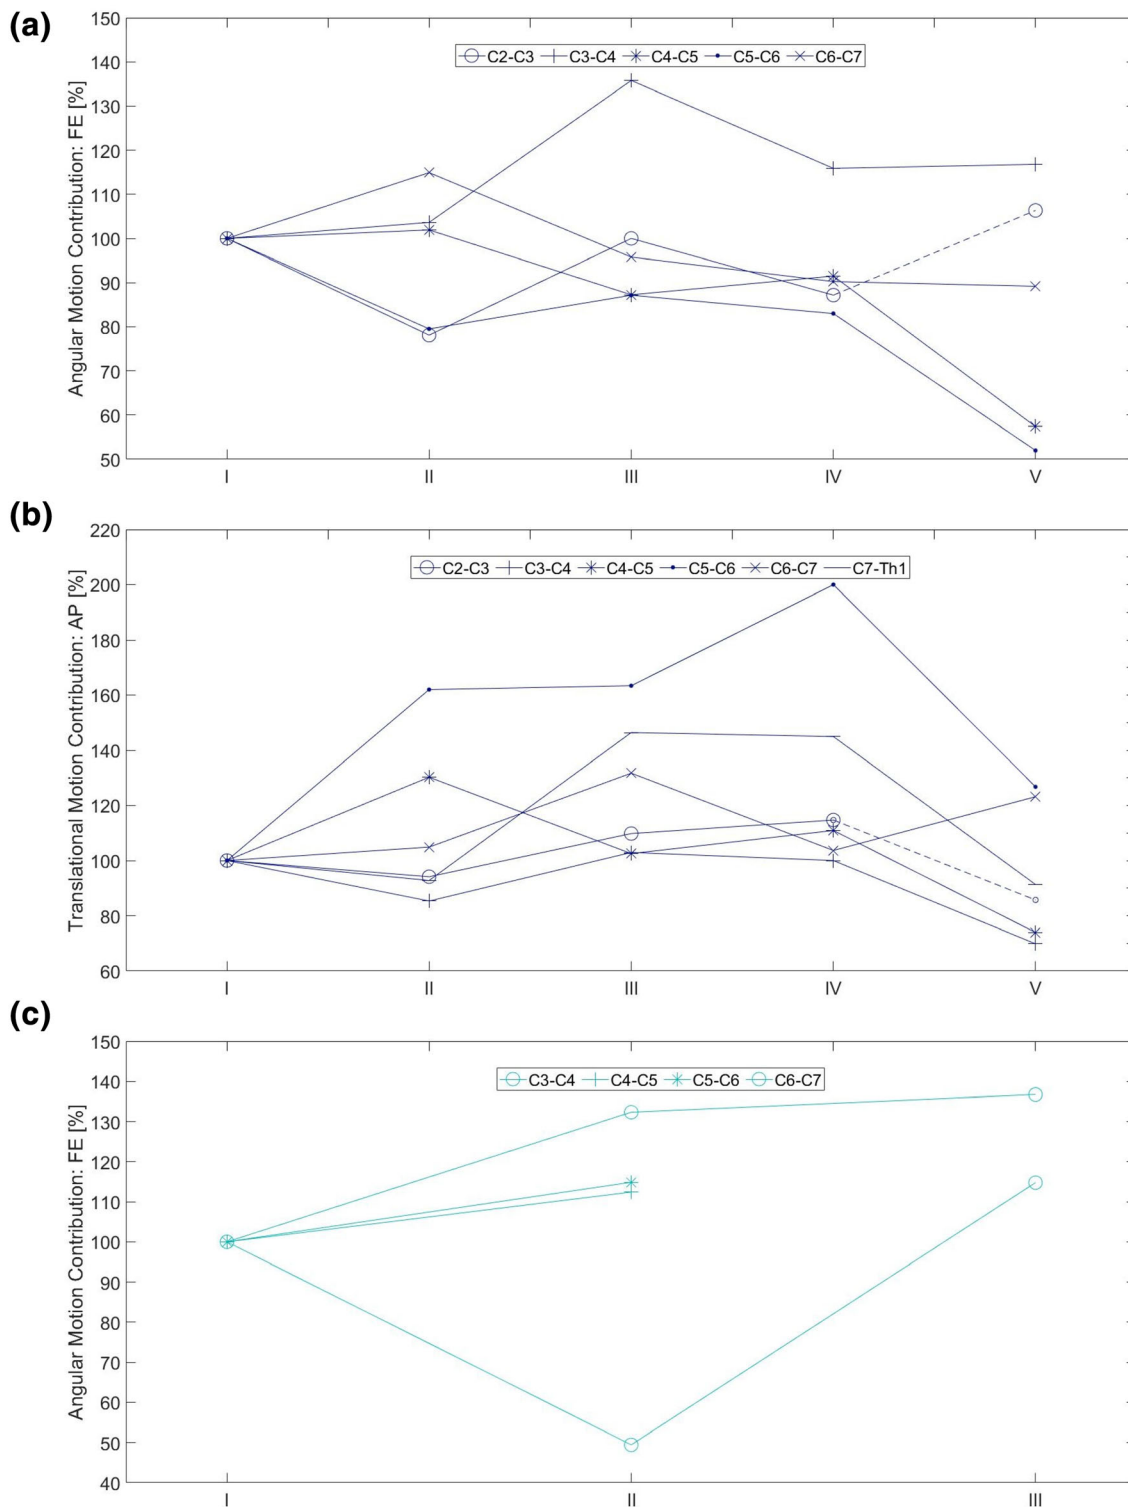 (a)
Angular Motion Contribution: FE [%]
150
140
130
120
110
100
90
80
70
60
50
C2-C3 C3-C4 C4-C5 C5-C6 C6-C7
I II III IV V
(b)
Translational Motion Contribution: AP [%]
220
200
180
160
140
120
100
80
60
C2-C3 C3-C4 C4-C5 C5-C6 C6-C7 C7-Th1
I II III IV V
(c)
Angular Motion Contribution: FE [%]
150
140
130
120
110
100
90
80
70
60
50
40
C3-C4 C4-C5 C5-C6 C6-C7
I II III